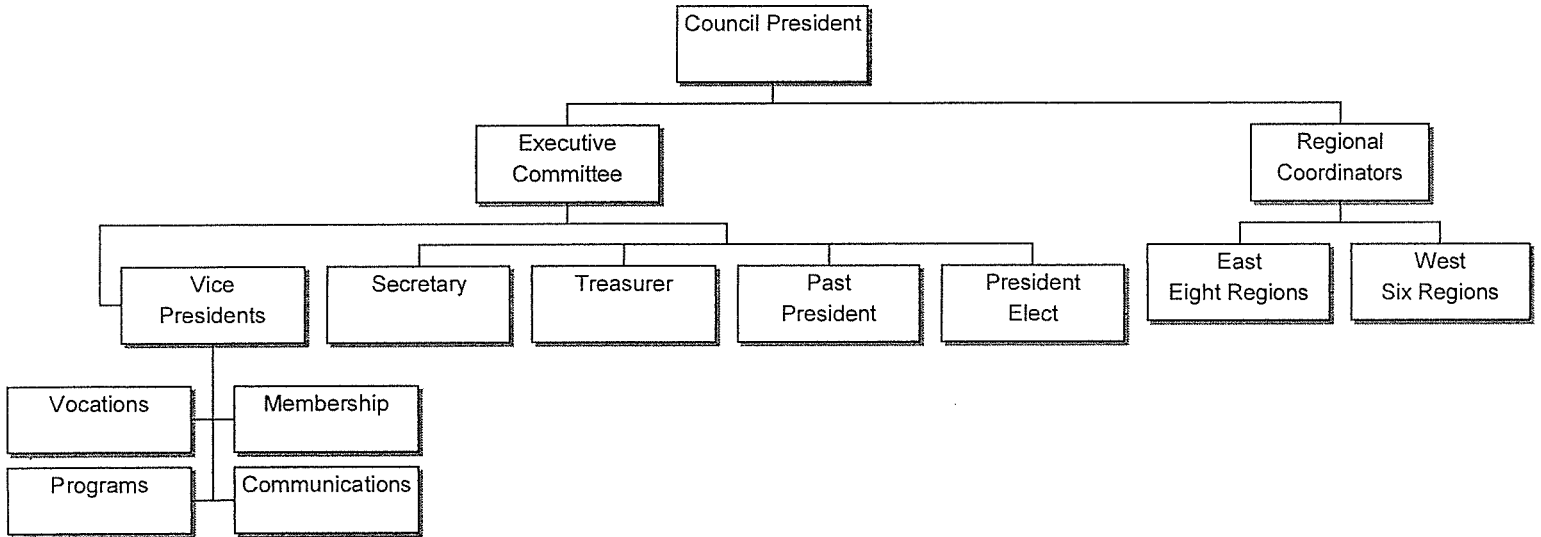 Council President
Executive
Committee
Regional
Coordinators
Vice
Presidents
Secretary
Treasurer
Past
President
President
Elect
East
Eight Regions
West
Six Regions
Vocations
Membership
Programs
Communications